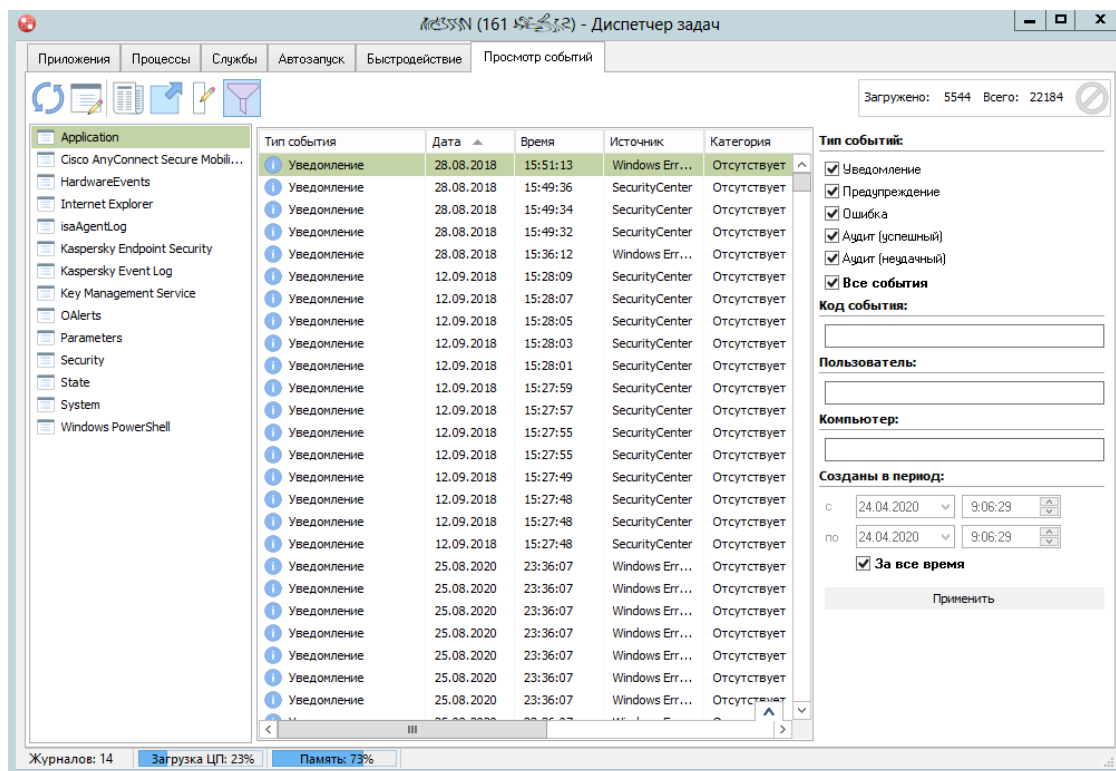 (161 ) - Диспетчер задач
Приложения Процессы Службы Автозапуск Быстродействие Просмотр событий
Загружено: 5544 Всего: 22184
Application
Cisco AnyConnect Secure Mobili...
HardwareEvents
Internet Explorer
isaAgentLog
Kaspersky Endpoint Security
Kaspersky Event Log
Key Management Service
OAlerts
Parameters
Security
State
System
Windows PowerShell
Тип события Дата Время Источник Категория
Уведомление 28.08.2018 15:51:13 Windows Err... Отсутствует
Уведомление 28.08.2018 15:49:36 SecurityCenter Отсутствует
Уведомление 28.08.2018 15:49:34 SecurityCenter Отсутствует
Уведомление 28.08.2018 15:49:32 SecurityCenter Отсутствует
Уведомление 28.08.2018 15:36:12 Windows Err... Отсутствует
Уведомление 12.09.2018 15:28:09 SecurityCenter Отсутствует
Уведомление 12.09.2018 15:28:07 SecurityCenter Отсутствует
Уведомление 12.09.2018 15:28:05 SecurityCenter Отсутствует
Уведомление 12.09.2018 15:28:03 SecurityCenter Отсутствует
Уведомление 12.09.2018 15:28:01 SecurityCenter Отсутствует
Уведомление 12.09.2018 15:27:59 SecurityCenter Отсутствует
Уведомление 12.09.2018 15:27:57 SecurityCenter Отсутствует
Уведомление 12.09.2018 15:27:55 SecurityCenter Отсутствует
Уведомление 12.09.2018 15:27:55 SecurityCenter Отсутствует
Уведомление 12.09.2018 15:27:49 SecurityCenter Отсутствует
Уведомление 12.09.2018 15:27:48 SecurityCenter Отсутствует
Уведомление 12.09.2018 15:27:48 SecurityCenter Отсутствует
Уведомление 12.09.2018 15:27:48 SecurityCenter Отсутствует
Уведомление 25.08.2020 23:36:07 Windows Err... Отсутствует
Уведомление 25.08.2020 23:36:07 Windows Err... Отсутствует
Уведомление 25.08.2020 23:36:07 Windows Err... Отсутствует
Уведомление 25.08.2020 23:36:07 Windows Err... Отсутствует
Уведомление 25.08.2020 23:36:07 Windows Err... Отсутствует
Уведомление 25.08.2020 23:36:07 Windows Err... Отсутствует
Уведомление 25.08.2020 23:36:07 Windows Err... Отсутствует
Тип событий:
Уведомление
Предупреждение
Ошибка
Аудит (успешный)
Аудит (неудачный)
Все события
Код события:
Пользователь:
Компьютер:
Созданы в период:
с 24.04.2020 9:06:29
по 24.04.2020 9:06:29
За все время
Применить
Журналов: 14 Загрузка ЦП: 23% Память: 73%